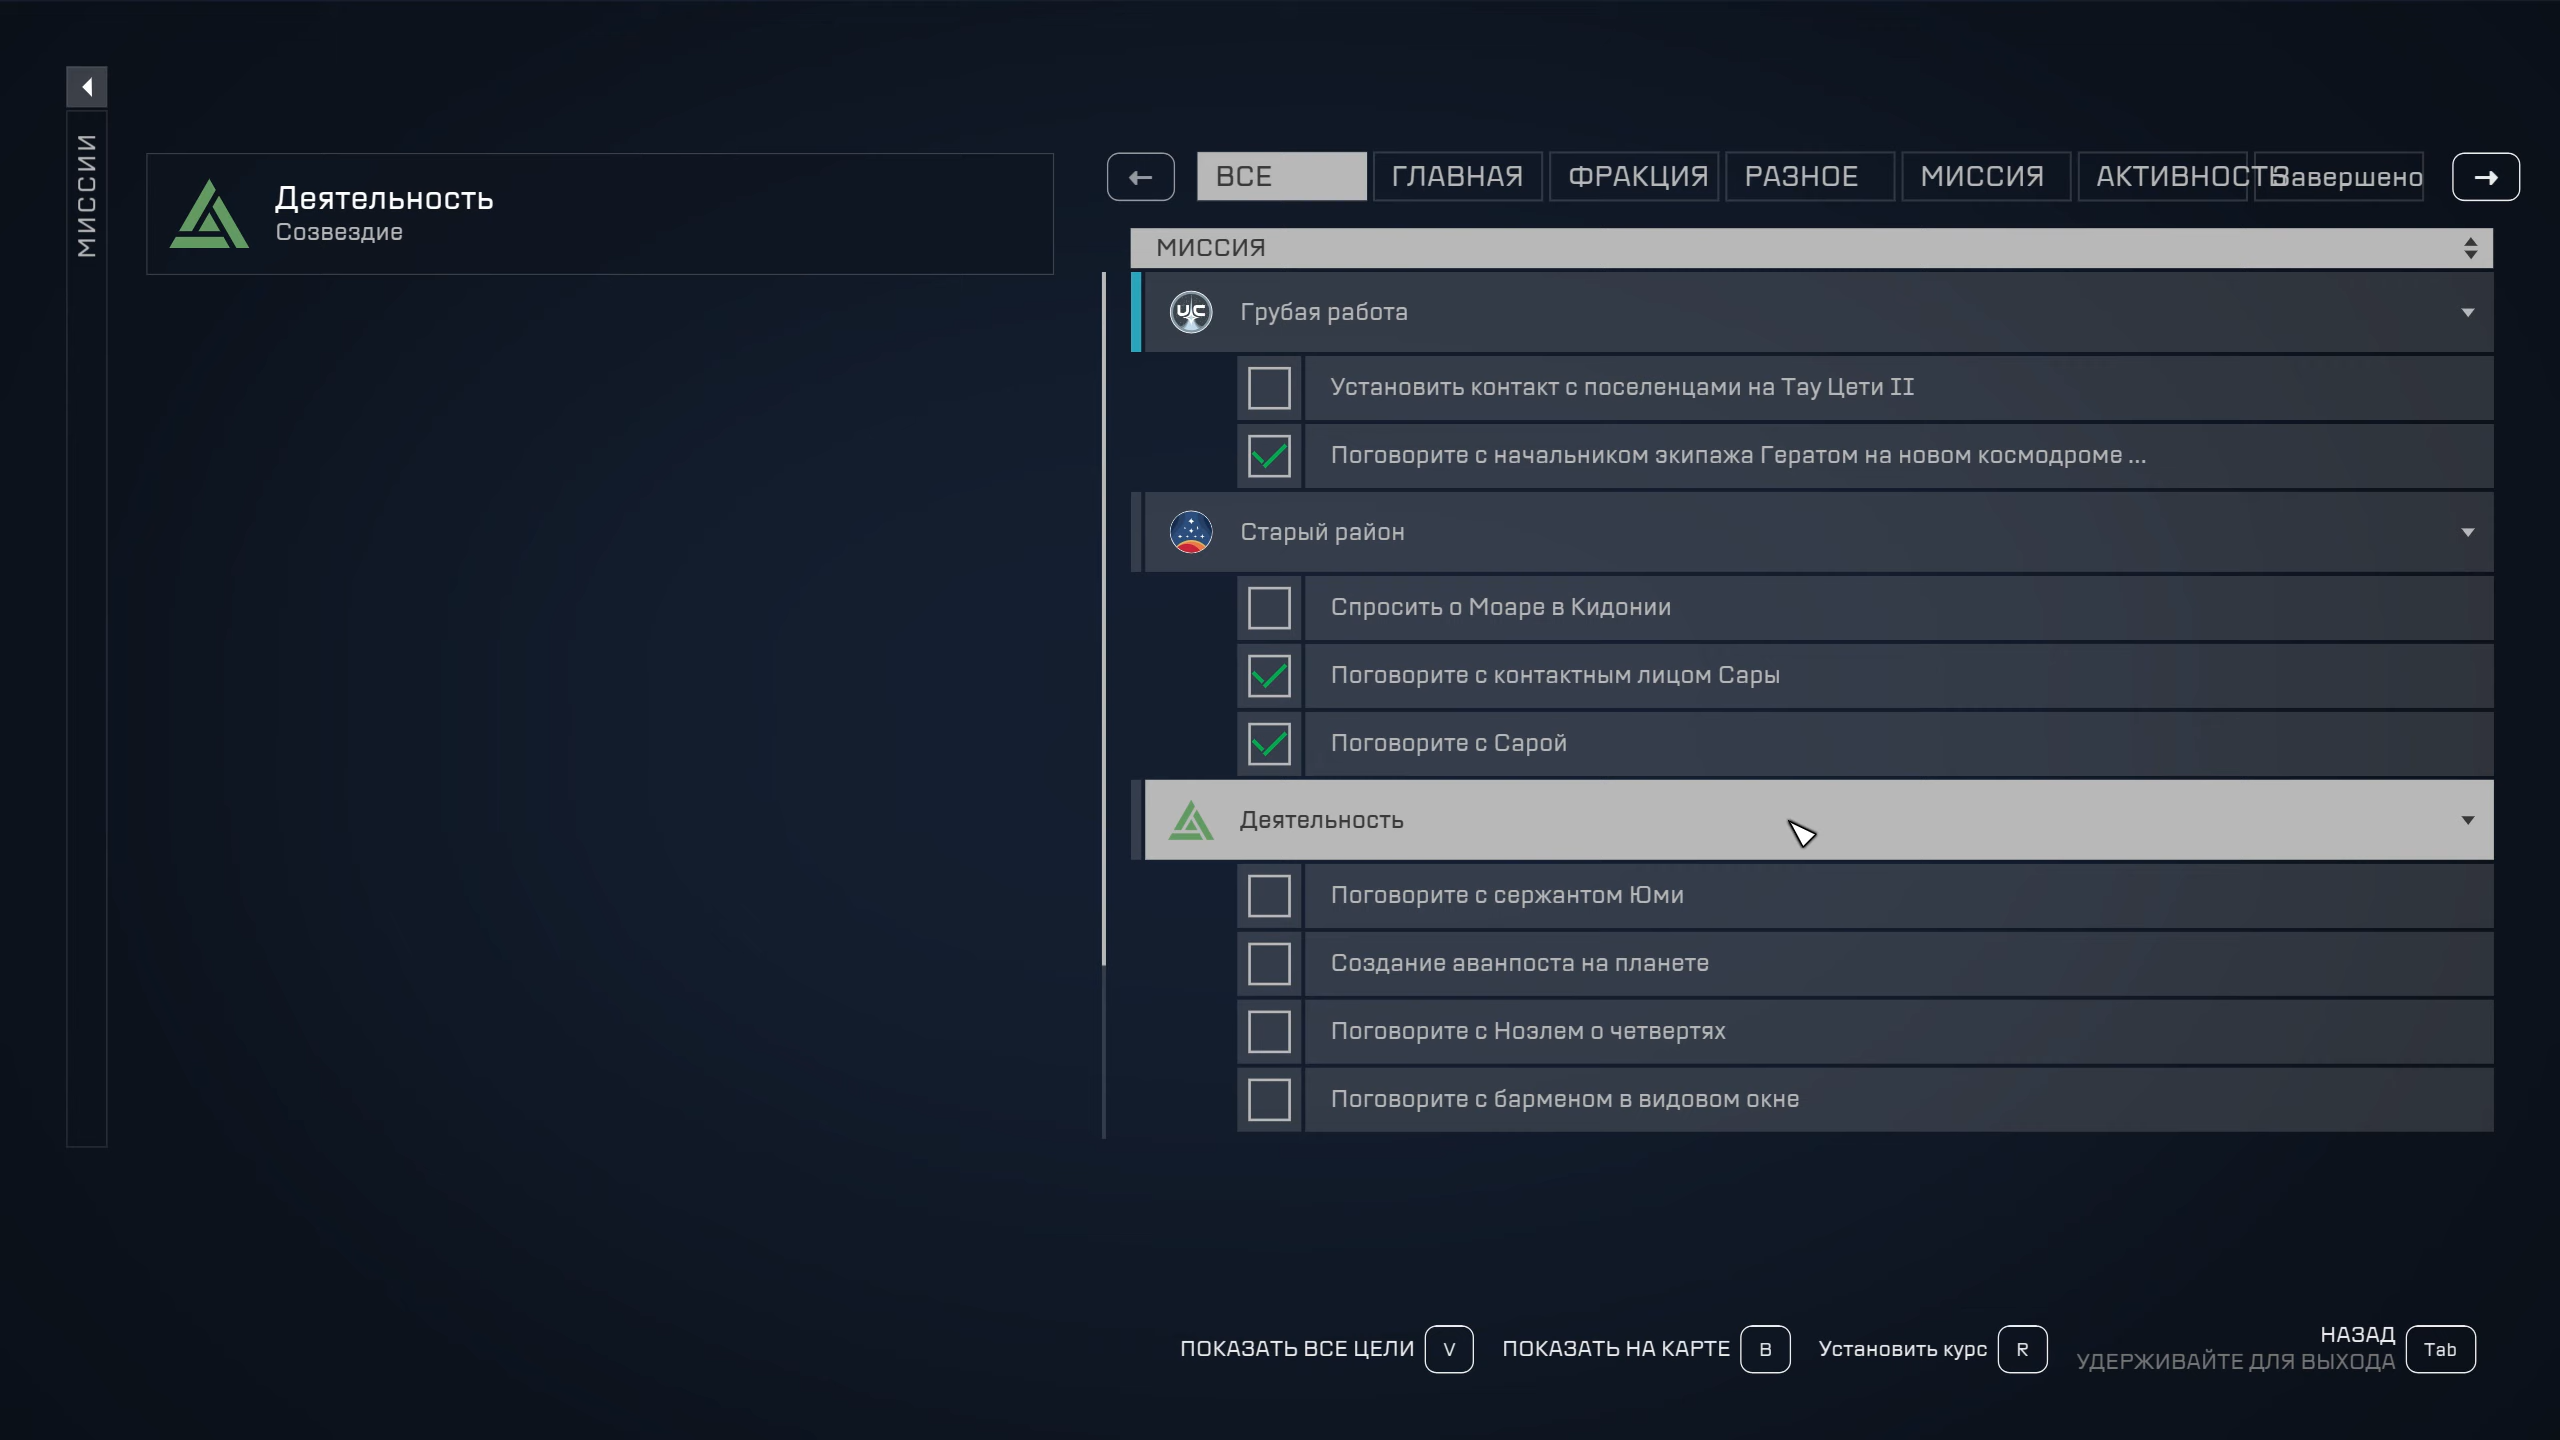 МИССИИ
Деятельность
Созвездие
ВСЕ
ГЛАВНАЯ
ФРАКЦИЯ
РАЗНОЕ
МИССИЯ
АКТИВНОСТЬ
Завершено
МИССИЯ
UC
Грубая работа
Установить контакт с поселенцами на Тау Цети II
Поговорите с начальником экипажа Гератом на новом космодроме ...
Старый район
Спросить о Моаре в Кидонии
Поговорите с контактным лицом Сары
Поговорите с Сарой
Деятельность
Поговорите с сержантом Юми
Создание аванпоста на планете
Поговорите с Ноэлем о четвертях
Поговорите с барменом в видовом окне
ПОКАЗАТЬ ВСЕ ЦЕЛИ V
ПОКАЗАТЬ НА КАРТЕ B
Установить курс R
НАЗАД
УДЕРЖИВАЙТЕ ДЛЯ ВЫХОДА Tab